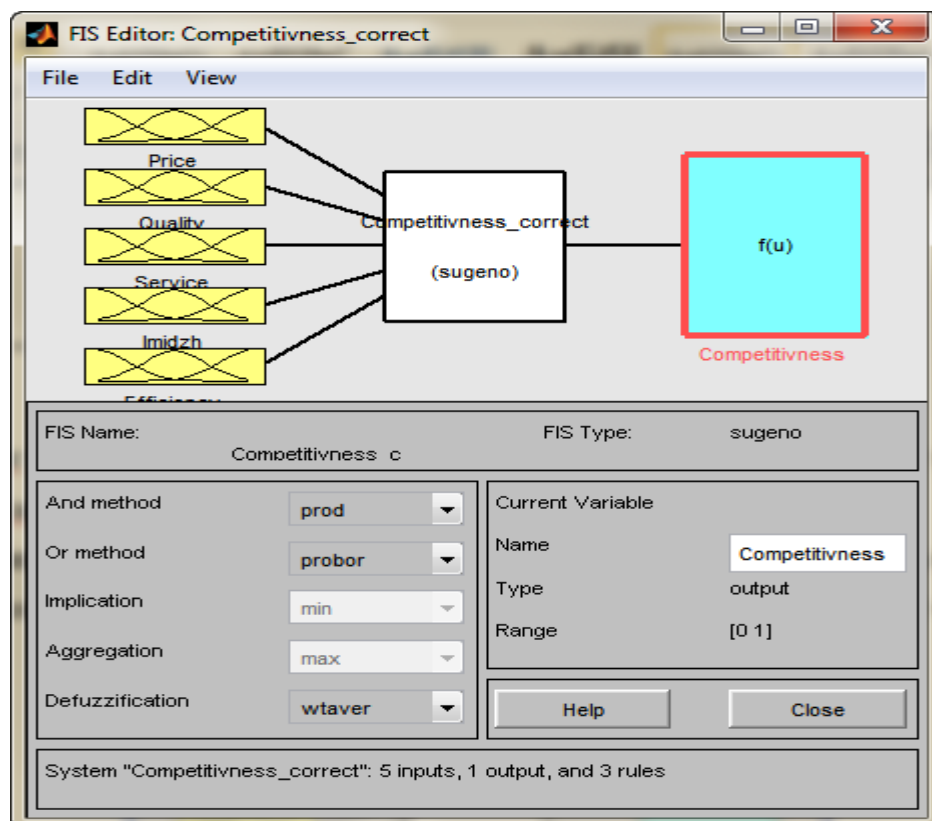 FIS Editor: Competitivness_correct
File Edit View
Price
Quality
Service
Imidzh
Efficiency
Competitivness_correct
(sugeno)
f(u)
Competitivness
FIS Name:
Competitivness_c
FIS Type: sugeno
And method prod
Or method probor
Implication min
Aggregation max
Defuzzification wtaver
Current Variable
Name Competitivness
Type output
Range [0 1]
Help Close
System "Competitivness_correct": 5 inputs, 1 output, and 3 rules